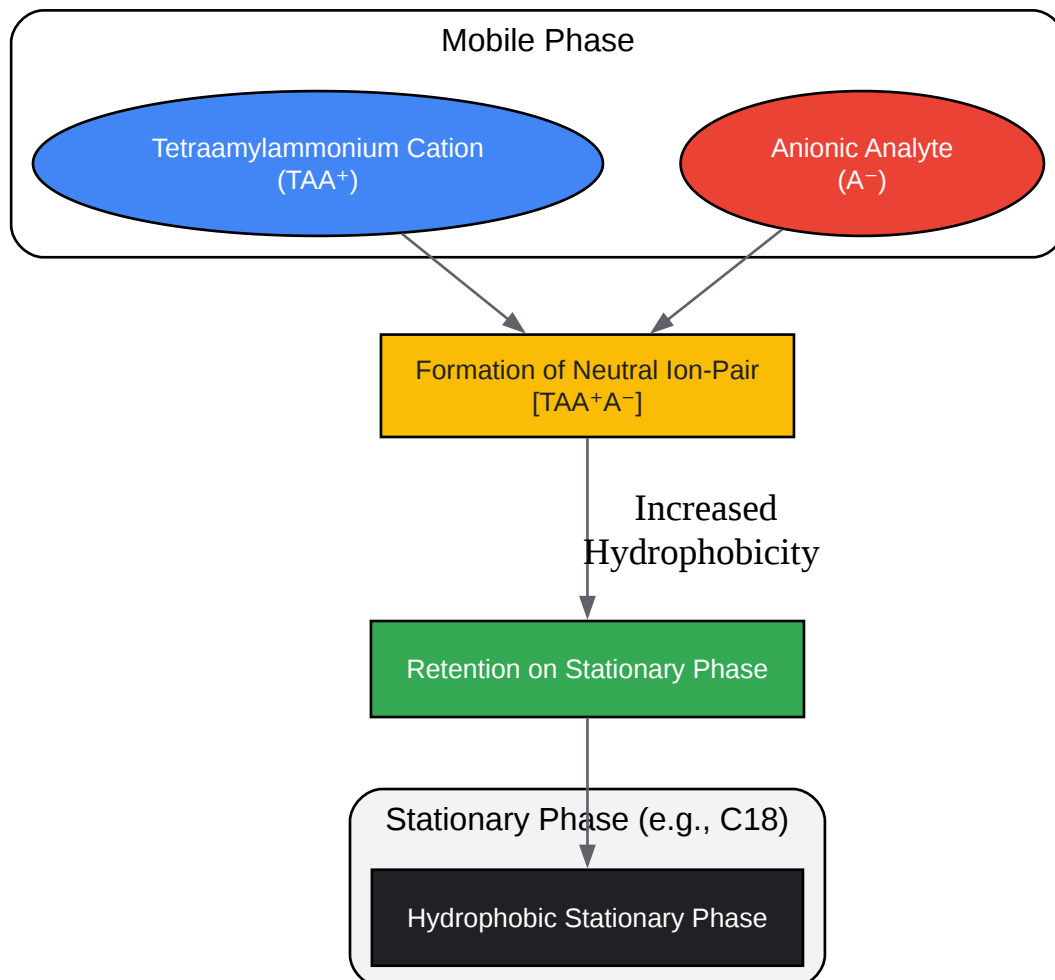 Mobile Phase
Tetraamylammonium Cation
(TAA⁺)
Anionic Analyte
(A⁻)
Formation of Neutral Ion-Pair
[TAA⁺A⁻]
Increased
Hydrophobicity
Retention on Stationary Phase
Stationary Phase (e.g., C18)
Hydrophobic Stationary Phase